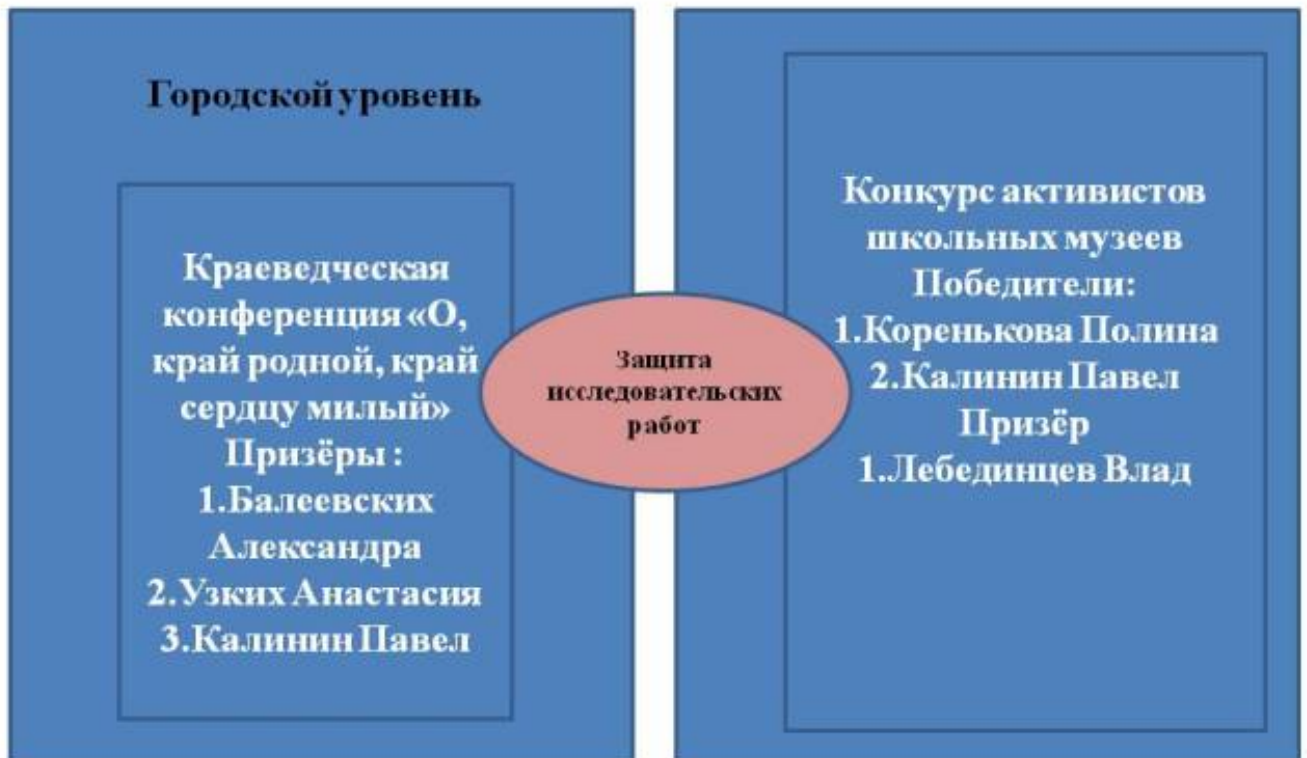 Городской уровень
Краеведческая
конференция «О,
край родной, край
сердцу милый»
Призёры :
1.Балеевских
Александра
2.Узких Анастасия
3.Калинин Павел
Защита
исследовательских
работ
Конкурс активистов
школьных музеев
Победители:
1.Коренькова Полина
2.Калинин Павел
Призёр
1.Лебединцев Влад